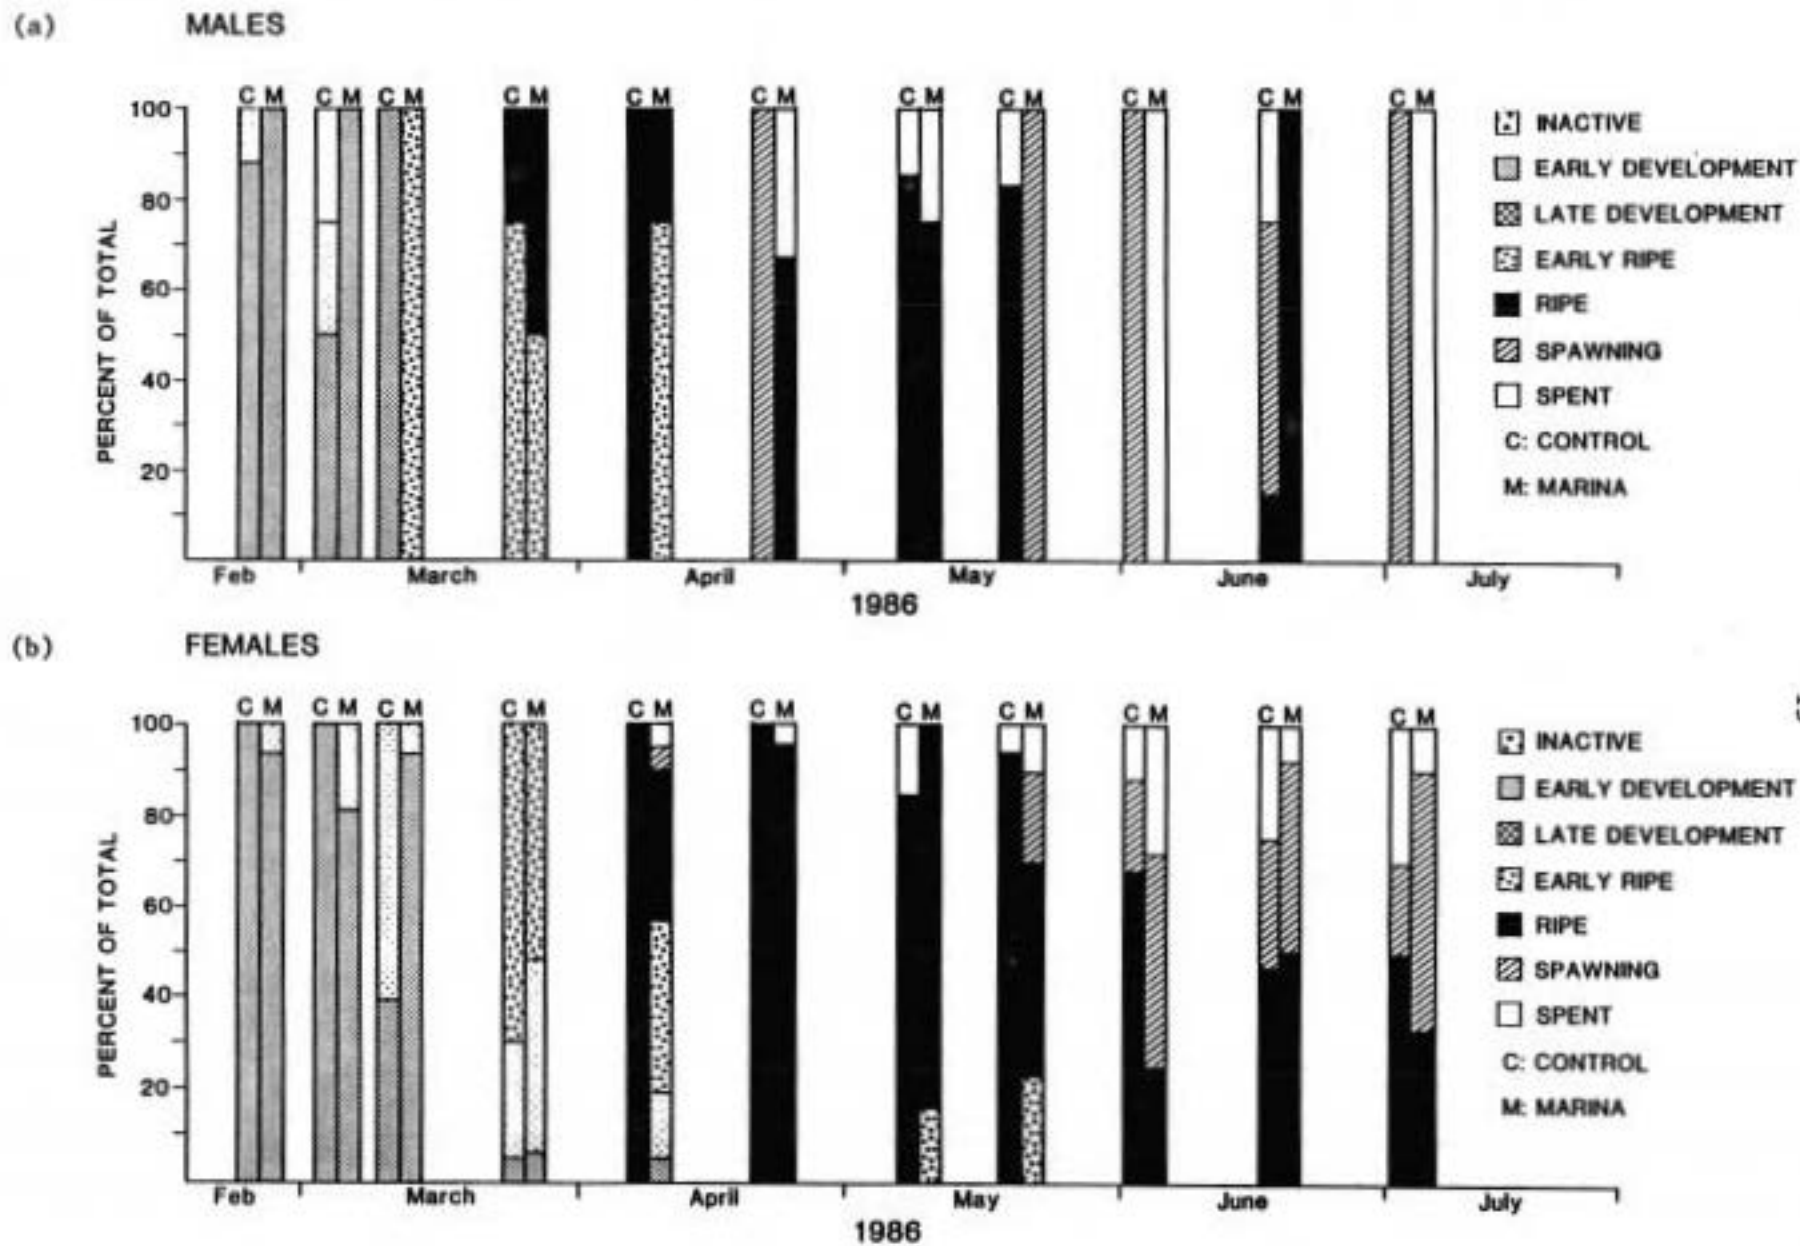 (a) MALES
C M C M C M C M C M C M C M C M C M C M C M
100
80
60
40
20
PERCENT OF TOTAL
INACTIVE
EARLY DEVELOPMENT
LATE DEVELOPMENT
EARLY RIPE
RIPE
SPAWNING
SPENT
C: CONTROL
M: MARINA
Feb March April May June July
1986
(b) FEMALES
C M C M C M C M C M C M C M C M C M C M C M
100
80
60
40
20
PERCENT OF TOTAL
INACTIVE
EARLY DEVELOPMENT
LATE DEVELOPMENT
EARLY RIPE
RIPE
SPAWNING
SPENT
C: CONTROL
M: MARINA
Feb March April May June July
1986